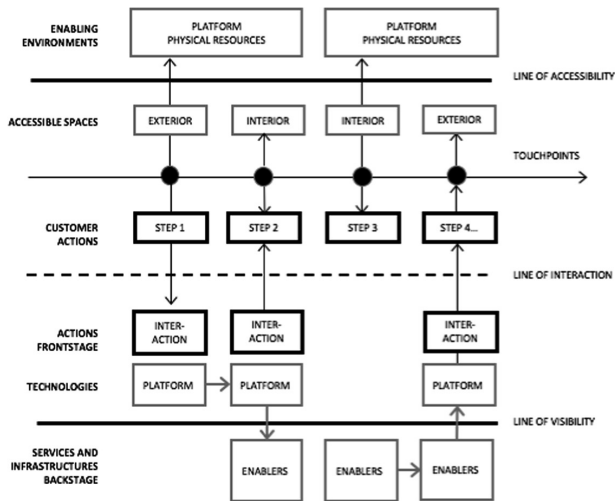 ENABLING
ENVIRONMENTS
PLATFORM
PHYSICAL RESOURCES
PLATFORM
PHYSICAL RESOURCES
LINE OF ACCESSIBILITY
ACCESSIBLE SPACES
EXTERIOR
INTERIOR
INTERIOR
EXTERIOR
TOUCHPOINTS
CUSTOMER
ACTIONS
STEP 1
STEP 2
STEP 3
STEP 4...
LINE OF INTERACTION
ACTIONS
FRONTSTAGE
INTER-
ACTION
INTER-
ACTION
INTER-
ACTION
TECHNOLOGIES
PLATFORM
PLATFORM
PLATFORM
LINE OF VISIBILITY
SERVICES AND
INFRASTRUCTURES
BACKSTAGE
ENABLERS
ENABLERS
ENABLERS